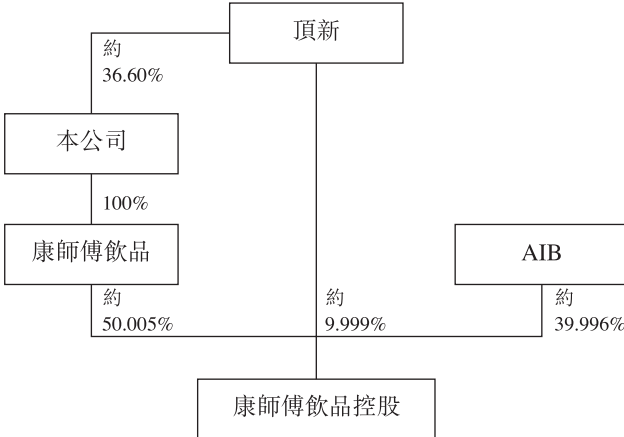 頂新
約
36.60%
本公司
100%
康師傅飲品
AIB
約
50.005%
約
9.999%
約
39.996%
康師傅飲品控股